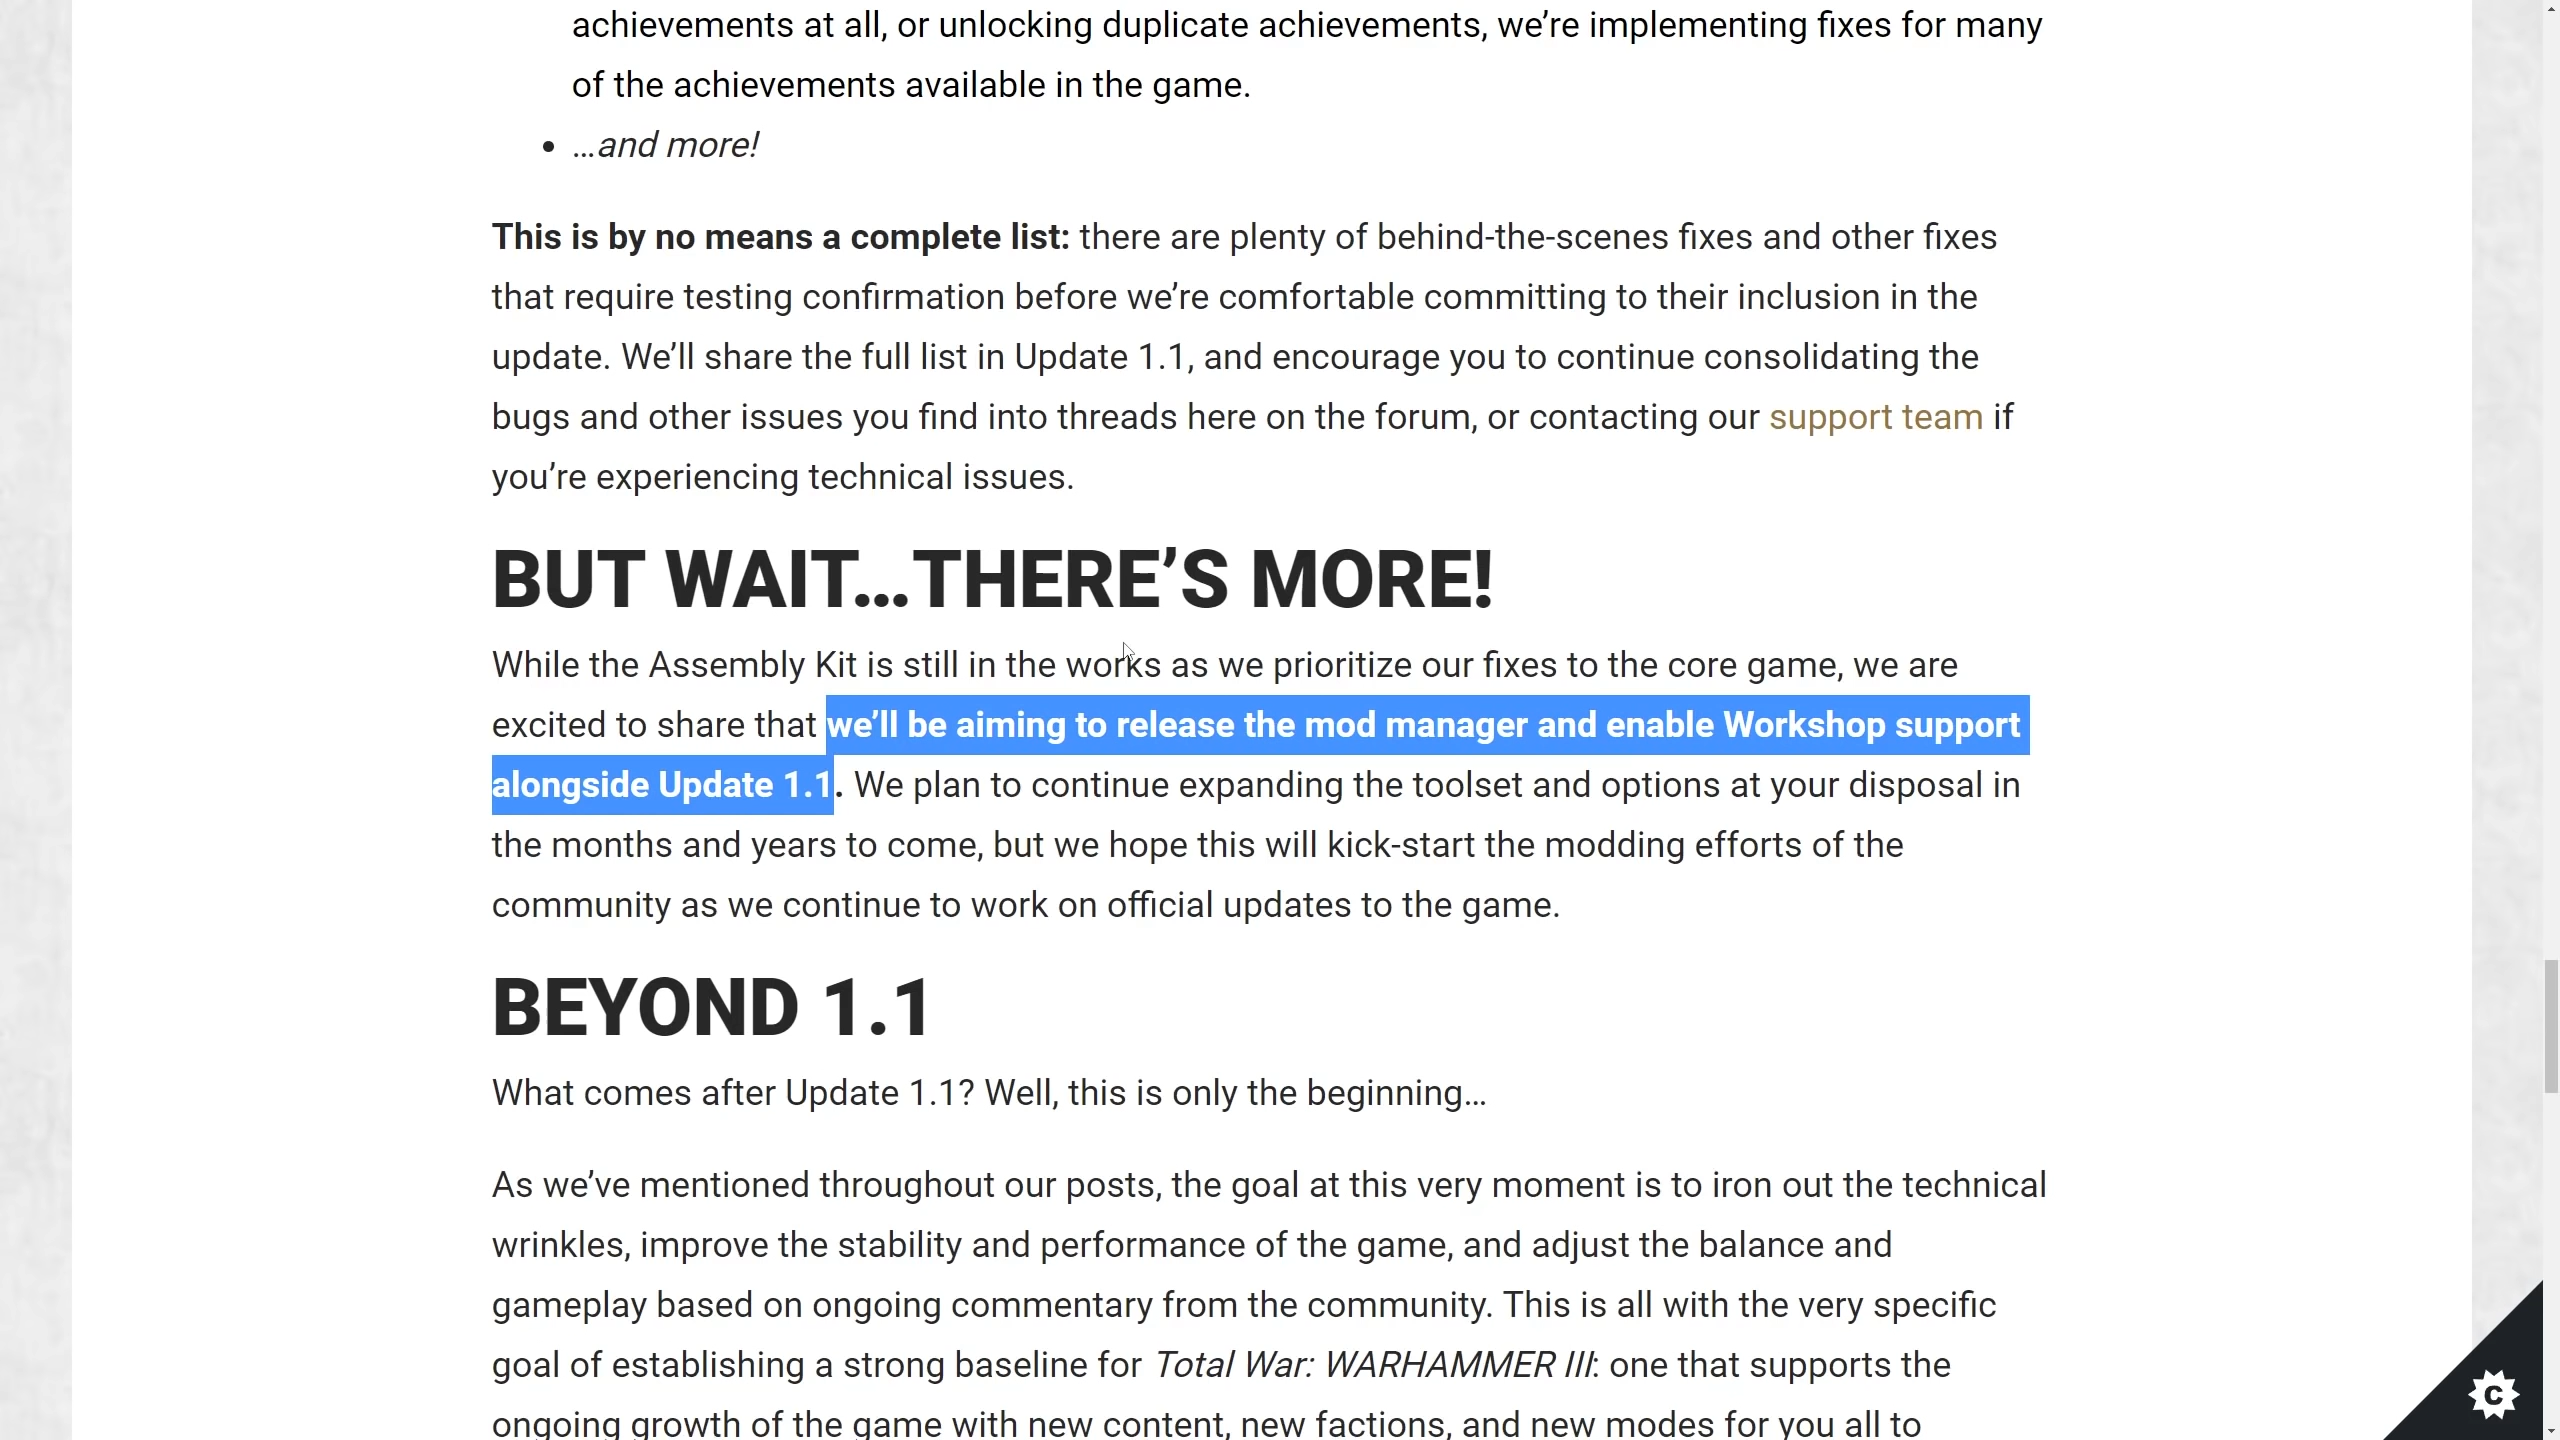 achievements at all, or unlocking duplicate achievements, we’re implementing fixes for many
of the achievements available in the game.
• …and more!
This is by no means a complete list: there are plenty of behind-the-scenes fixes and other fixes
that require testing confirmation before we’re comfortable committing to their inclusion in the
update. We’ll share the full list in Update 1.1, and encourage you to continue consolidating the
bugs and other issues you find into threads here on the forum, or contacting our support team if
you’re experiencing technical issues.
BUT WAIT…THERE’S MORE!
While the Assembly Kit is still in the works as we prioritize our fixes to the core game, we are
excited to share that we’ll be aiming to release the mod manager and enable Workshop support
alongside Update 1.1. We plan to continue expanding the toolset and options at your disposal in
the months and years to come, but we hope this will kick-start the modding efforts of the
community as we continue to work on official updates to the game.
BEYOND 1.1
What comes after Update 1.1? Well, this is only the beginning…
As we’ve mentioned throughout our posts, the goal at this very moment is to iron out the technical
wrinkles, improve the stability and performance of the game, and adjust the balance and
gameplay based on ongoing commentary from the community. This is all with the very specific
goal of establishing a strong baseline for Total War: WARHAMMER III: one that supports the
ongoing growth of the game with new content, new factions, and new modes for you all to
C